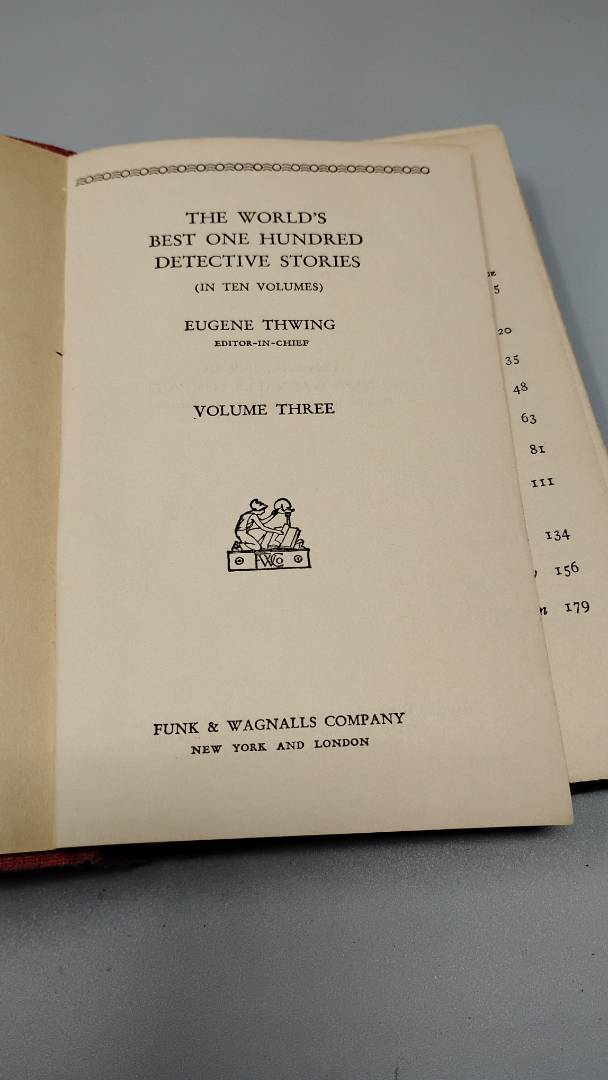 THE WORLD'S
BEST ONE HUNDRED
DETECTIVE STORIES
(IN TEN VOLUMES)
EUGENE THWING
EDITOR-IN-CHIEF
VOLUME THREE
FUNK & WAGNALLS COMPANY
NEW YORK AND LONDON
5
20
35
48
63
81
111
134
156
179